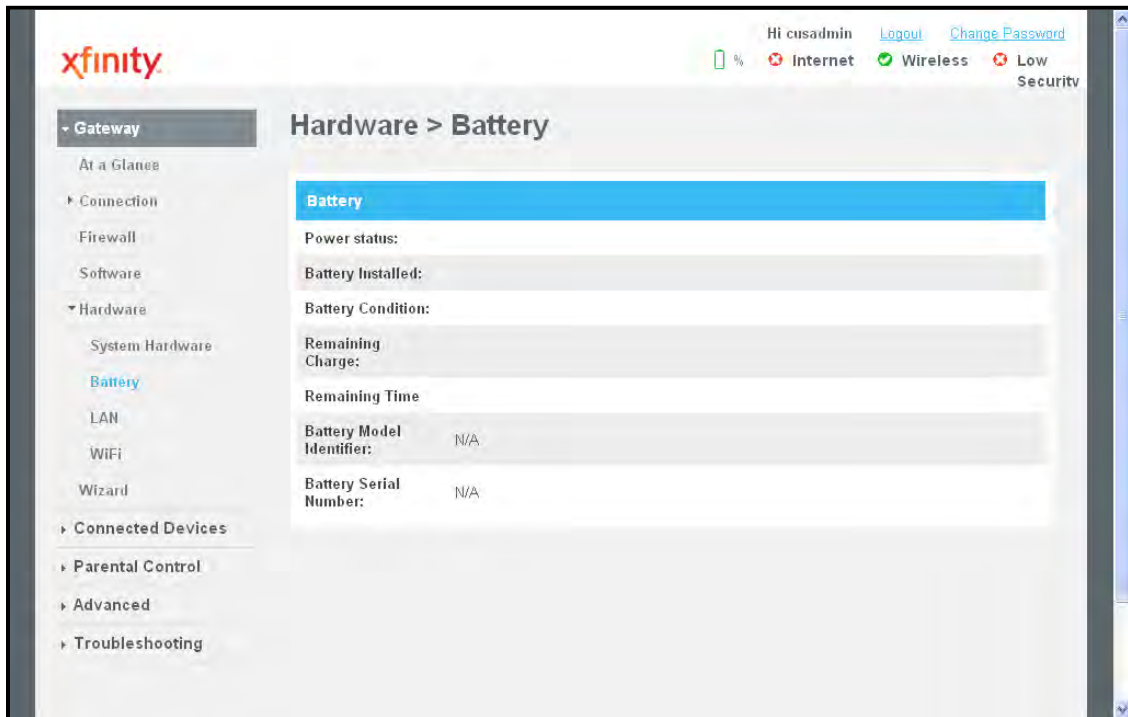 Hi cusadmin Logout Change Password
xfinity
% Internet Wireless Low
Security
Gateway
Hardware > Battery
At a Glance
Connection
Firewall
Software
Hardware
System Hardware
Battery
LAN
WiFi
Wizard
Connected Devices
Parental Control
Advanced
Troubleshooting
Battery
Power status:
Battery Installed:
Battery Condition:
Remaining
Charge:
Remaining Time
Battery Model
Identifier: N/A
Battery Serial
Number: N/A